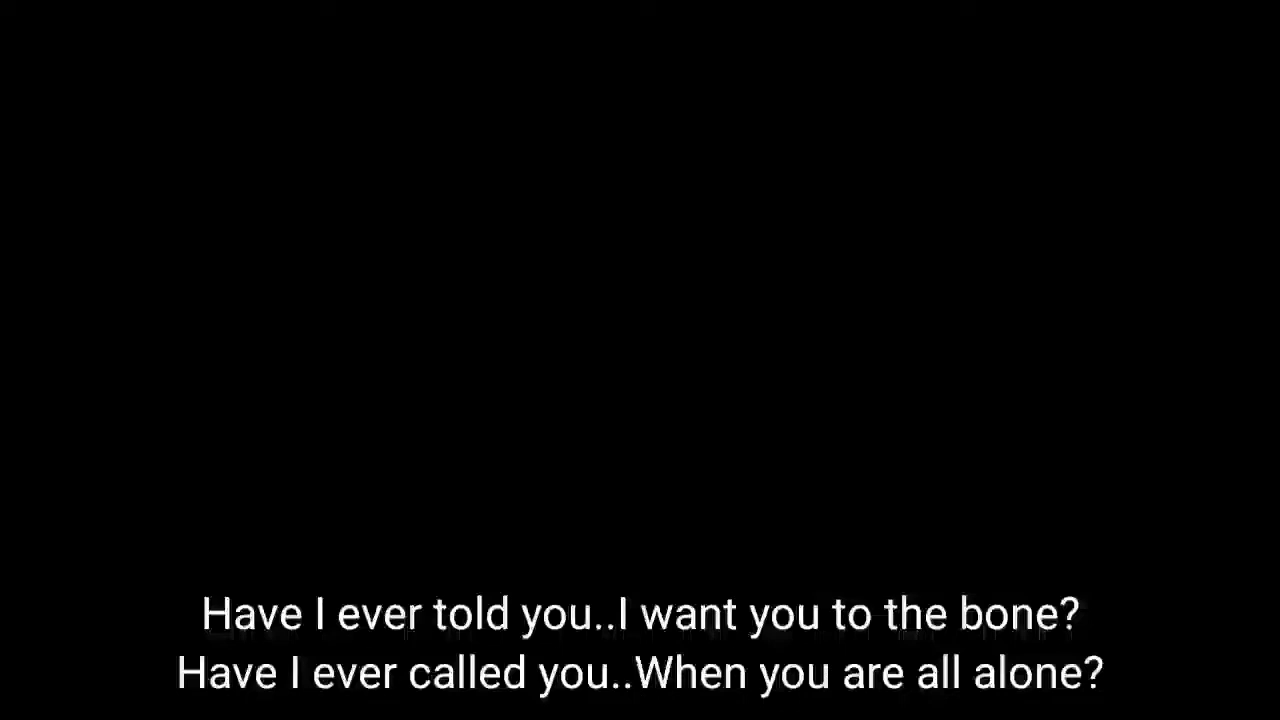 Have I ever told you..I want you to the bone?
Have I ever called you..When you are all alone?